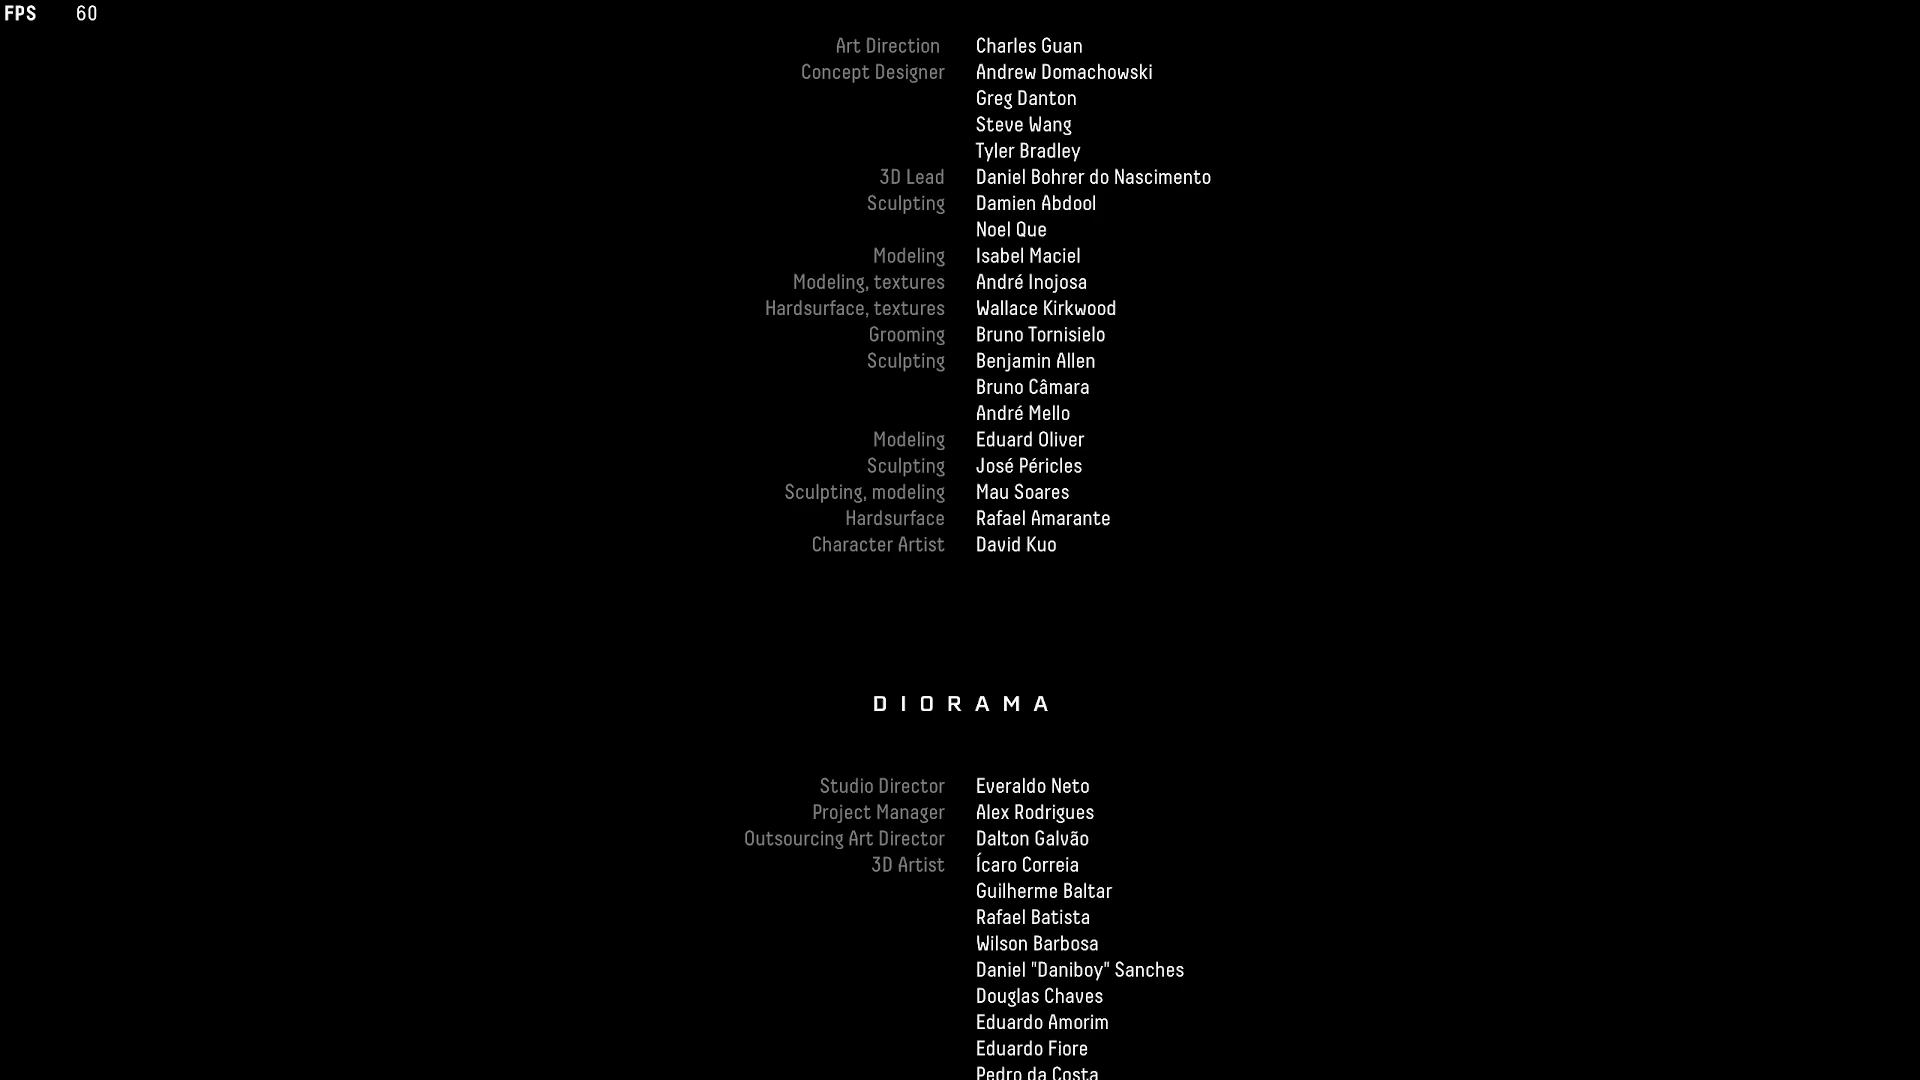 FPS 60
Art Direction Charles Guan
Concept Designer Andrew Domachowski
Greg Danton
Steve Wang
Tyler Bradley
3D Lead Daniel Bohrer do Nascimento
Sculpting Damien Abdool
Noel Que
Modeling Isabel Maciel
Modeling, textures André Inojosa
Hardsurface, textures Wallace Kirkwood
Grooming Bruno Tornisielo
Sculpting Benjamin Allen
Bruno Câmara
André Mello
Modeling Eduard Oliver
Sculpting José Péricles
Sculpting, modeling Mau Soares
Hardsurface Rafael Amarante
Character Artist David Kuo
DIORAMA
Studio Director Everaldo Neto
Project Manager Alex Rodrigues
Outsourcing Art Director Dalton Galvão
3D Artist Ícaro Correia
Guilherme Baltar
Rafael Batista
Wilson Barbosa
Daniel "Daniboy" Sanches
Douglas Chaves
Eduardo Amorim
Eduardo Fiore
Pedro da Costa